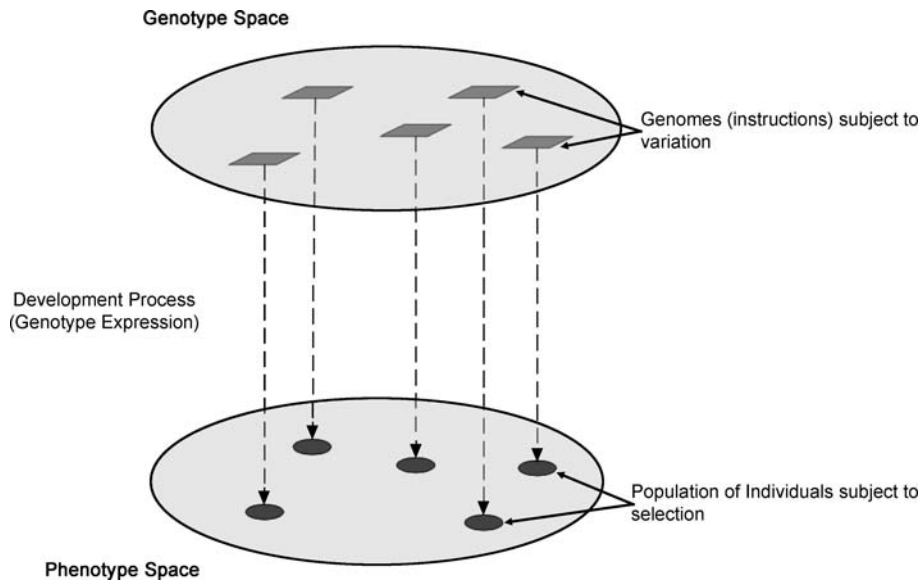 Genotype Space
Genomes (instructions) subject to
variation
Development Process
(Genotype Expression)
Population of Individuals subject to
selection
Phenotype Space